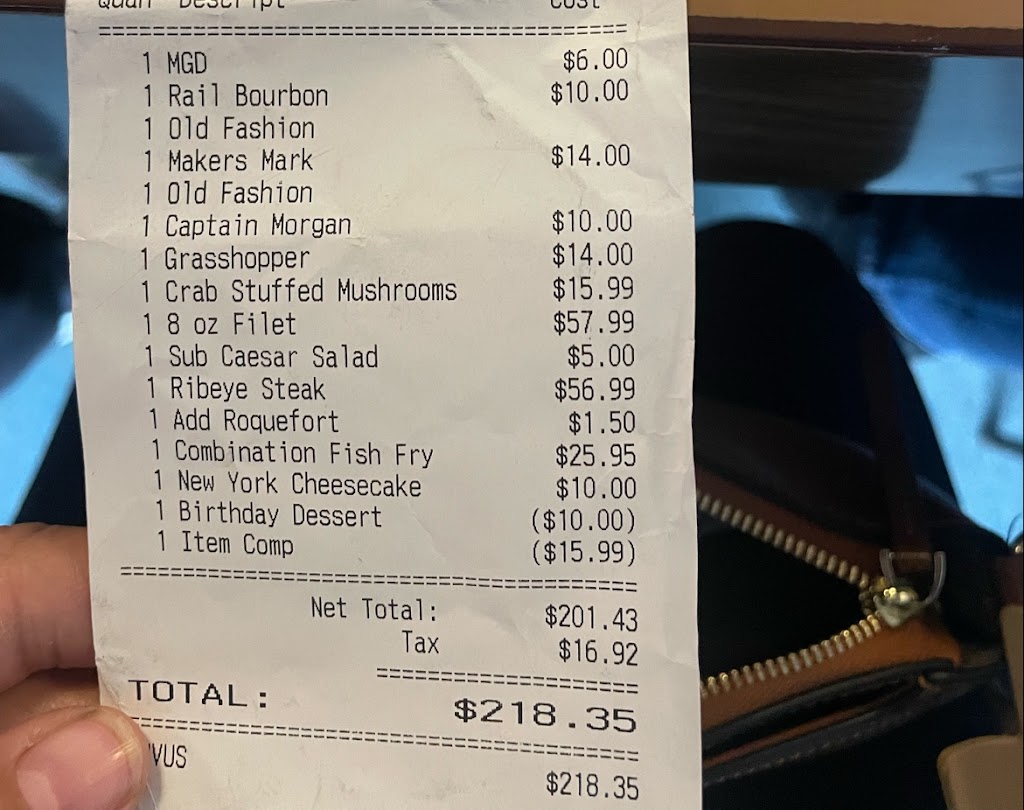 Quan Descript Cost
======================================
1 MGD $6.00
1 Rail Bourbon $10.00
1 Old Fashion
1 Makers Mark $14.00
1 Old Fashion
1 Captain Morgan $10.00
1 Grasshopper $14.00
1 Crab Stuffed Mushrooms $15.99
1 8 oz Filet $57.99
1 Sub Caesar Salad $5.00
1 Ribeye Steak $56.99
1 Add Roquefort $1.50
1 Combination Fish Fry $25.95
1 New York Cheesecake $10.00
1 Birthday Dessert ($10.00)
1 Item Comp ($15.99)
======================================
Net Total: $201.43
Tax $16.92
===================
TOTAL: $218.35
======================================
$218.35